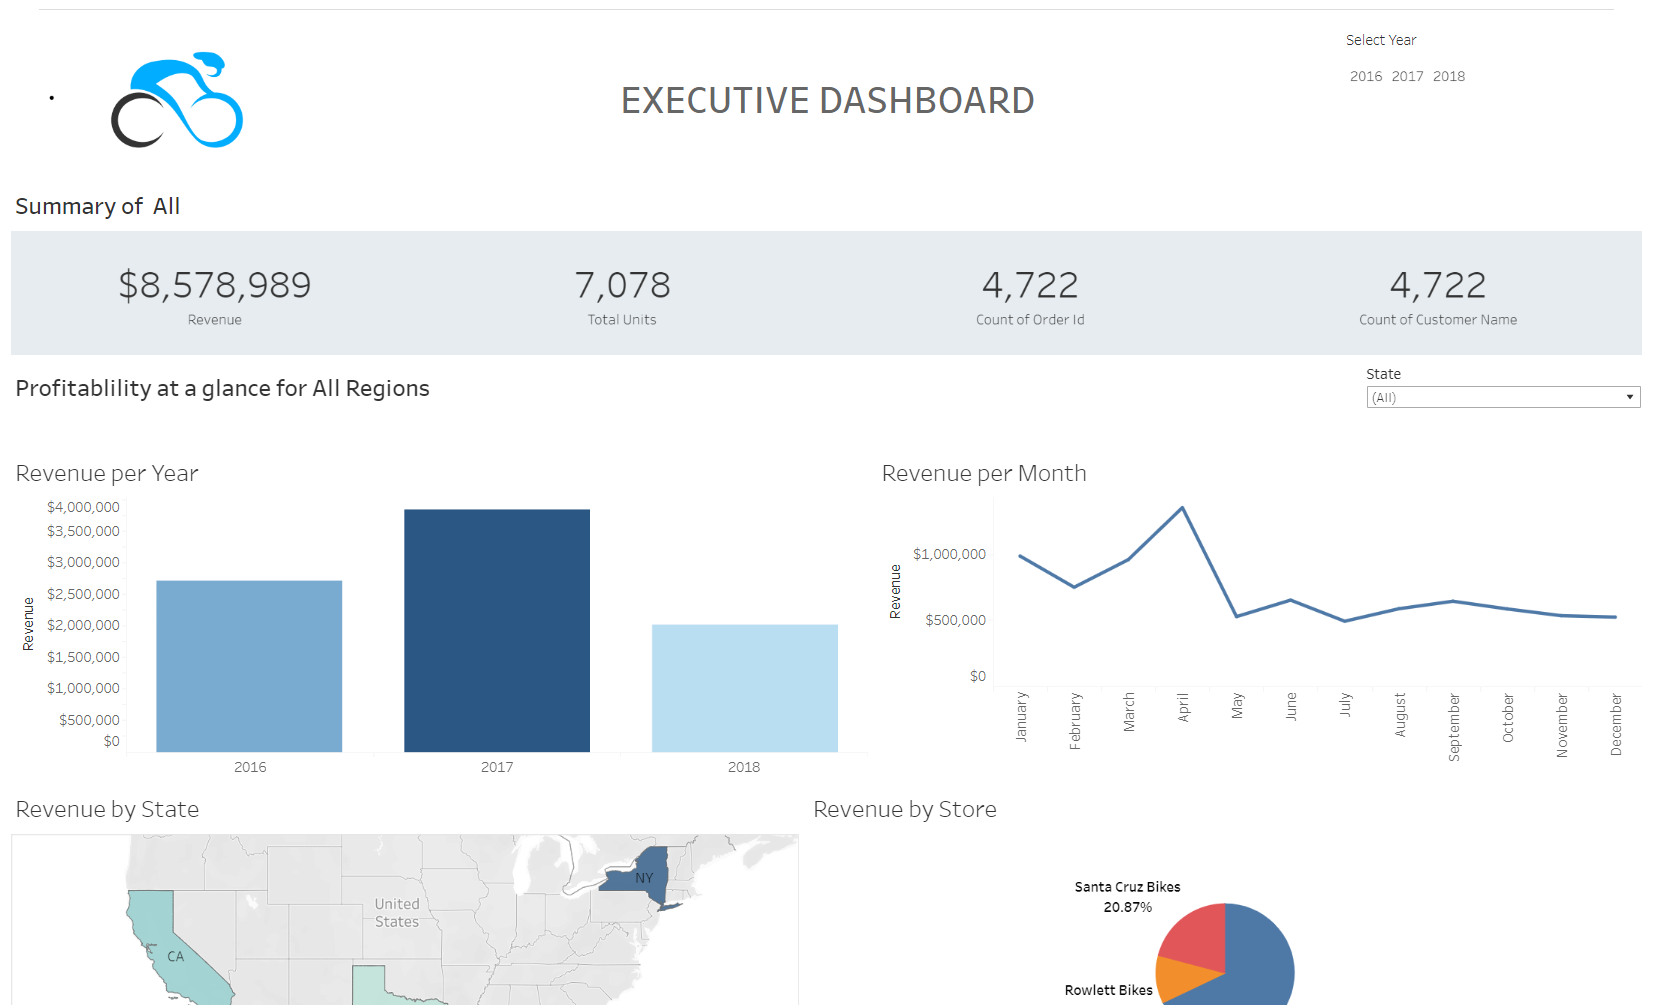 Select Year
2016 2017 2018
EXECUTIVE DASHBOARD
Summary of All
$8,578,989
Revenue
7,078
Total Units
4,722
Count of Order Id
4,722
Count of Customer Name
Profitablility at a glance for All Regions
State
(All)
Revenue per Year
Revenue
$4,000,000
$3,500,000
$3,000,000
$2,500,000
$2,000,000
$1,500,000
$1,000,000
$500,000
$0
2016
2017
2018
Revenue per Month
Revenue
$1,000,000
$500,000
$0
January
February
March
April
May
June
July
August
September
October
November
December
Revenue by State
United
States
NY
CA
Revenue by Store
Santa Cruz Bikes
20.87%
Rowlett Bikes